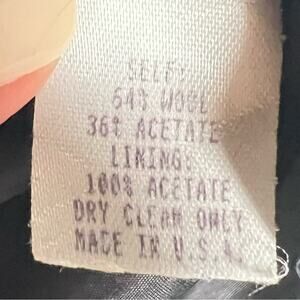 SELF:
64% WOOL
36% ACETATE
LINING:
100% ACETATE
DRY CLEAN ONLY
MADE IN U.S.A.